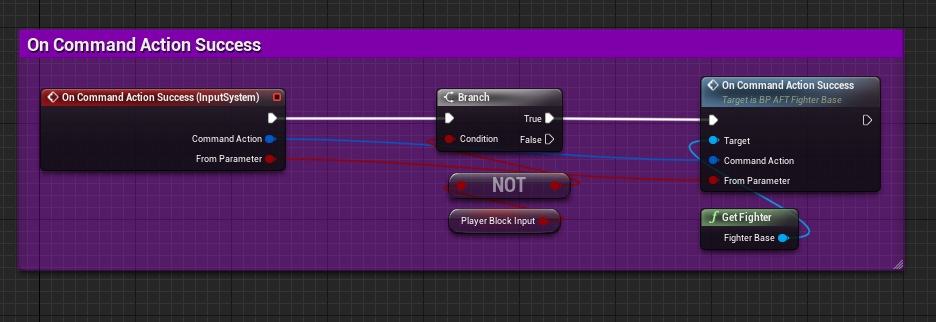 On Command Action Success
On Command Action Success (InputSystem)
Command Action
From Parameter
Branch
True
Condition
False
NOT
Player Block Input
On Command Action Success
Target is BP AFT Fighter Base
Target
Command Action
From Parameter
f Get Fighter
Fighter Base